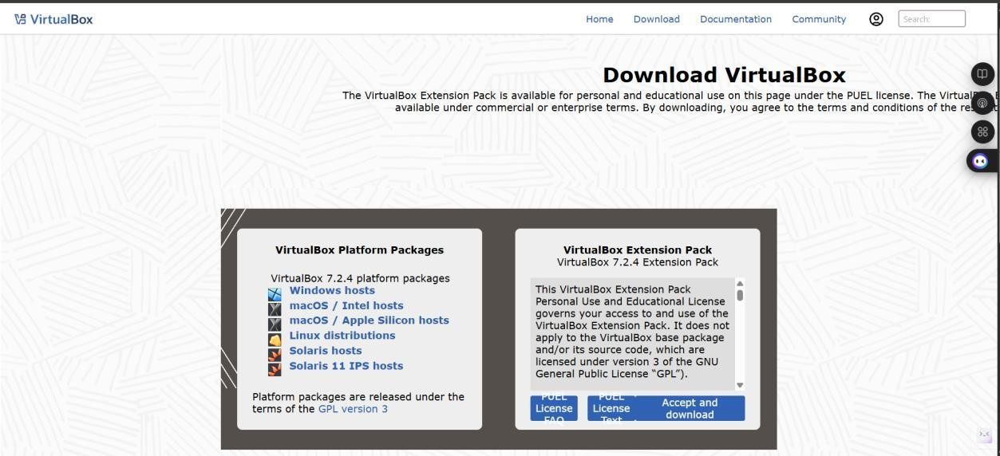 VirtualBox
Home Download Documentation Community Search:
Download VirtualBox
The VirtualBox Extension Pack is available for personal and educational use on this page under the PUEL license. The
available under commercial or enterprise terms. By downloading, you agree to the terms and conditions of the
VirtualBox Platform Packages
VirtualBox 7.2.4 platform packages
Windows hosts
macOS / Intel hosts
macOS / Apple Silicon hosts
Linux distributions
Solaris hosts
Solaris 11 IPS hosts
Platform packages are released under the
terms of the GPL version 3
VirtualBox Extension Pack
VirtualBox 7.2.4 Extension Pack
This VirtualBox Extension Pack
Personal Use and Educational License
governs your access to and use of the
VirtualBox Extension Pack. It does not
apply to the VirtualBox base package
and/or its source code, which are
licensed under version 3 of the GNU
General Public License “GPL”).
PUEL
License
FAQ
PUEL
License
Text
Accept and
download